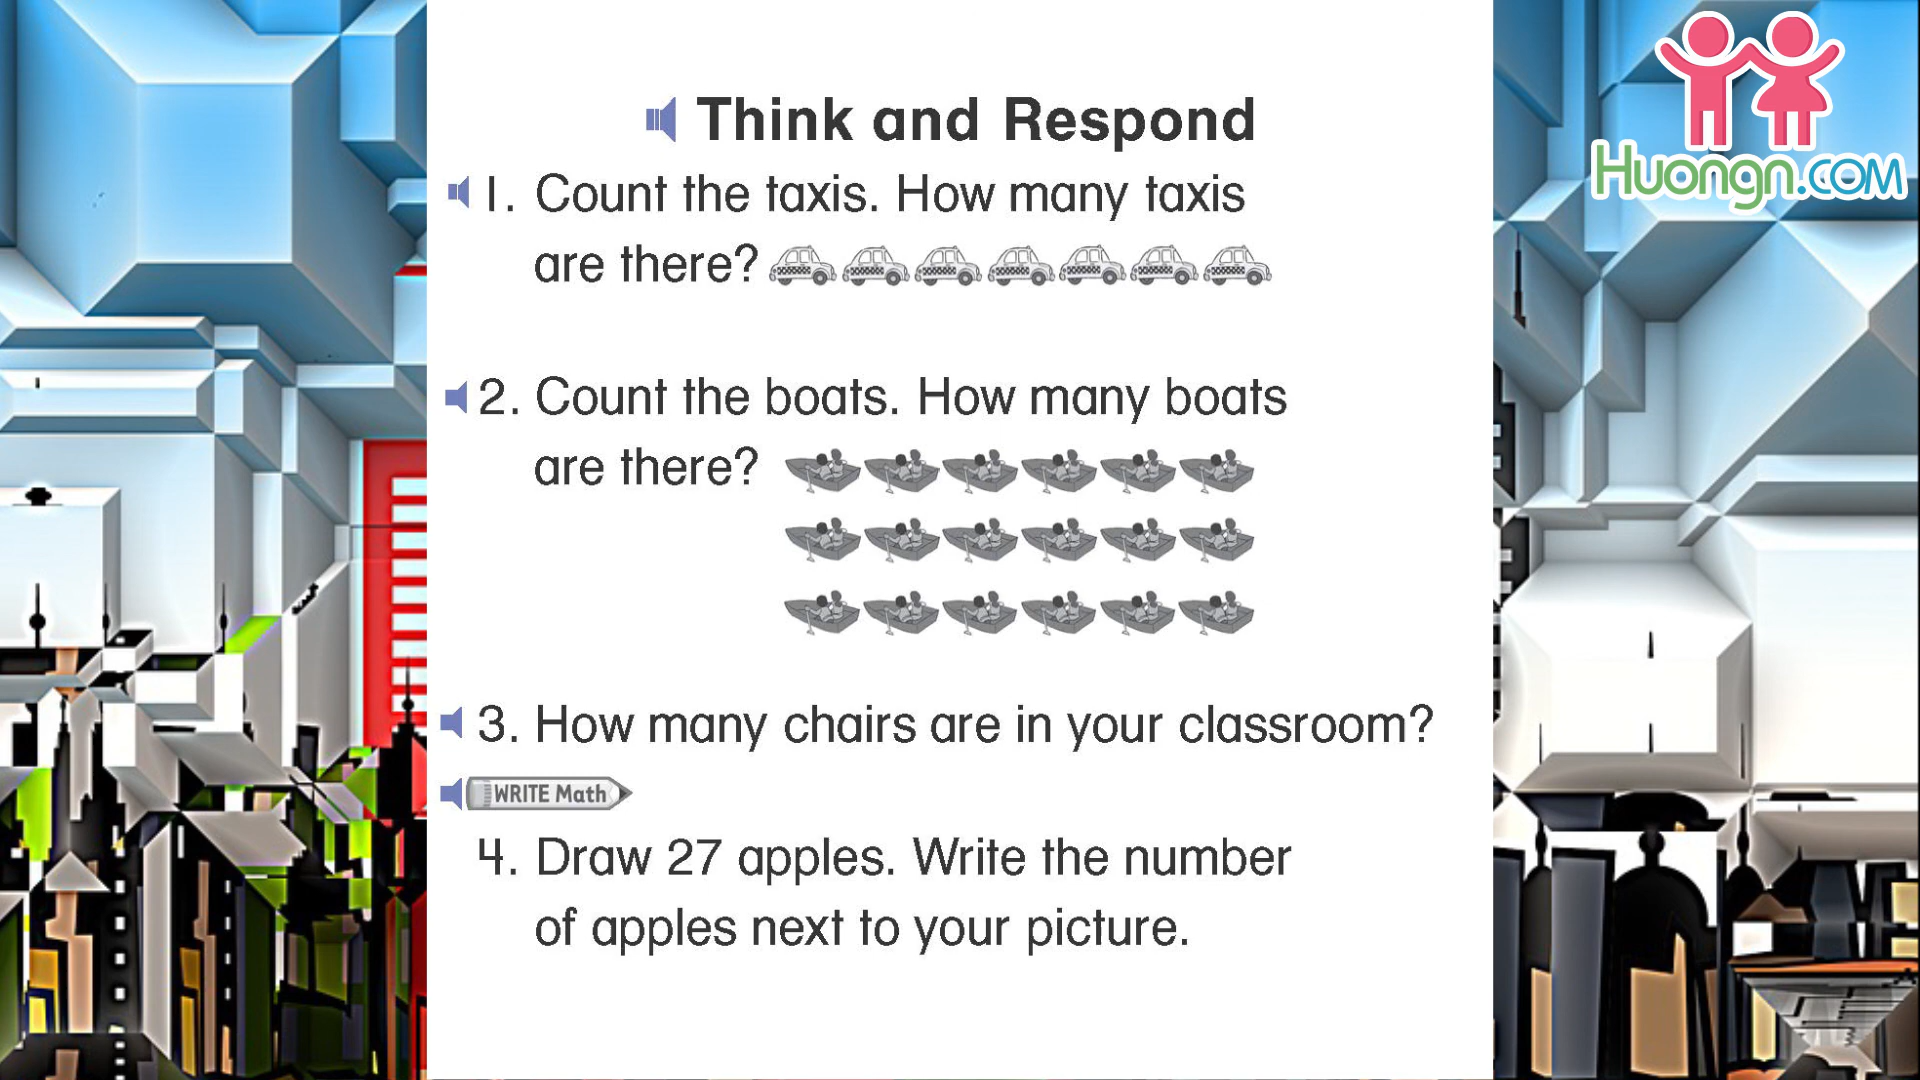 Think and Respond
1. Count the taxis. How many taxis
are there?
2. Count the boats. How many boats
are there?
3. How many chairs are in your classroom?
WRITE Math
4. Draw 27 apples. Write the number
of apples next to your picture.
Huongn.COM